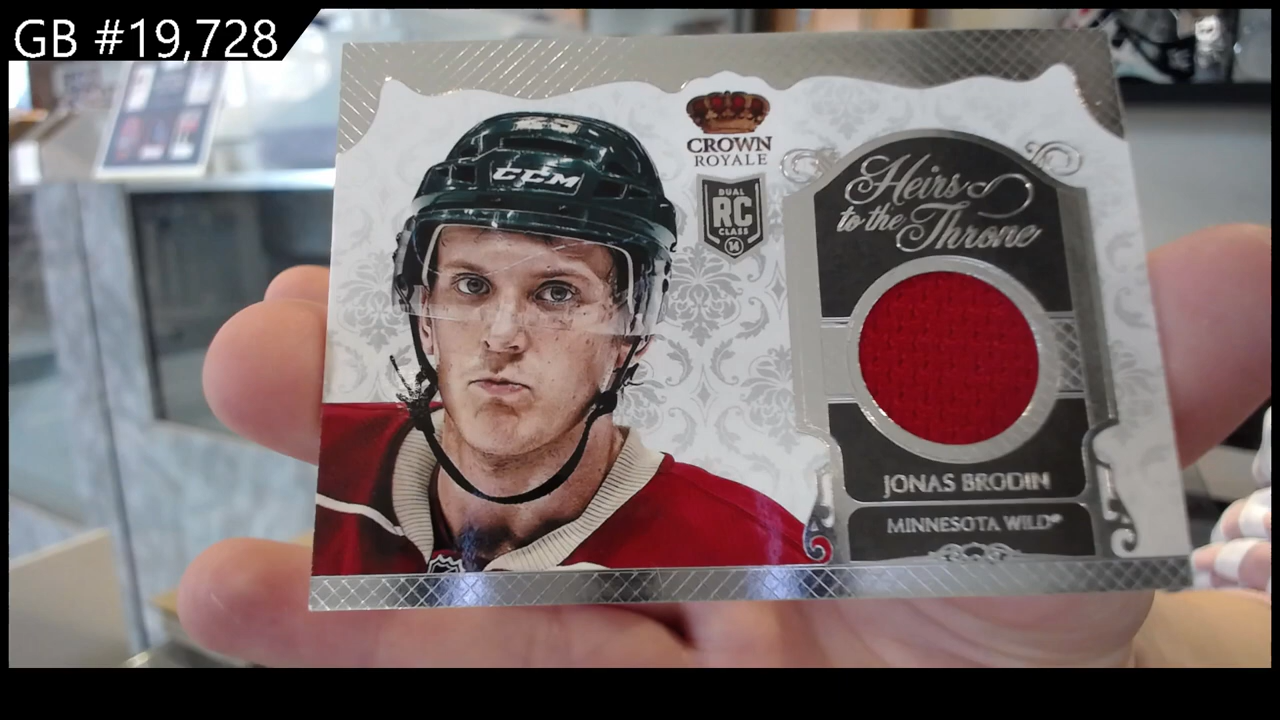 GB #19,728
CROWN
ROYALE
DUAL
RC
CLASS
14
CCM
Heirs
to the Throne
JONAS BRODIN
MINNESOTA WILD®